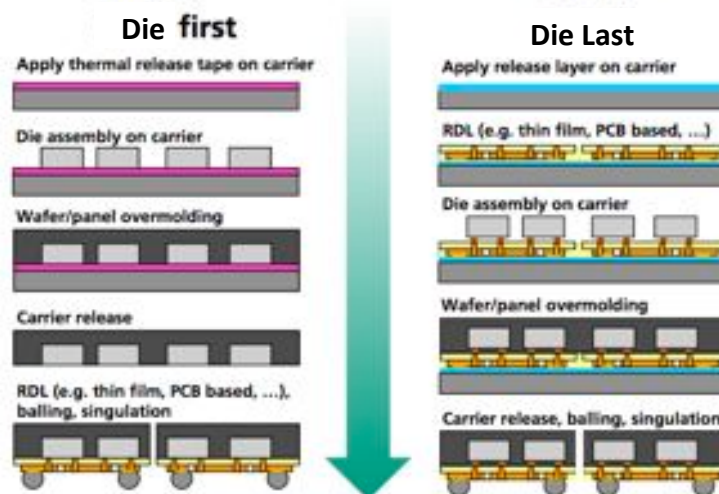 Die first
Apply thermal release tape on carrier
Die assembly on carrier
Wafer/panel overmolding
Carrier release
RDL (e.g. thin film, PCB based, ...),
balling, singulation
Die Last
Apply release layer on carrier
RDL (e.g. thin film, PCB based, ...)
Die assembly on carrier
Wafer/panel overmolding
Carrier release, balling, singulation